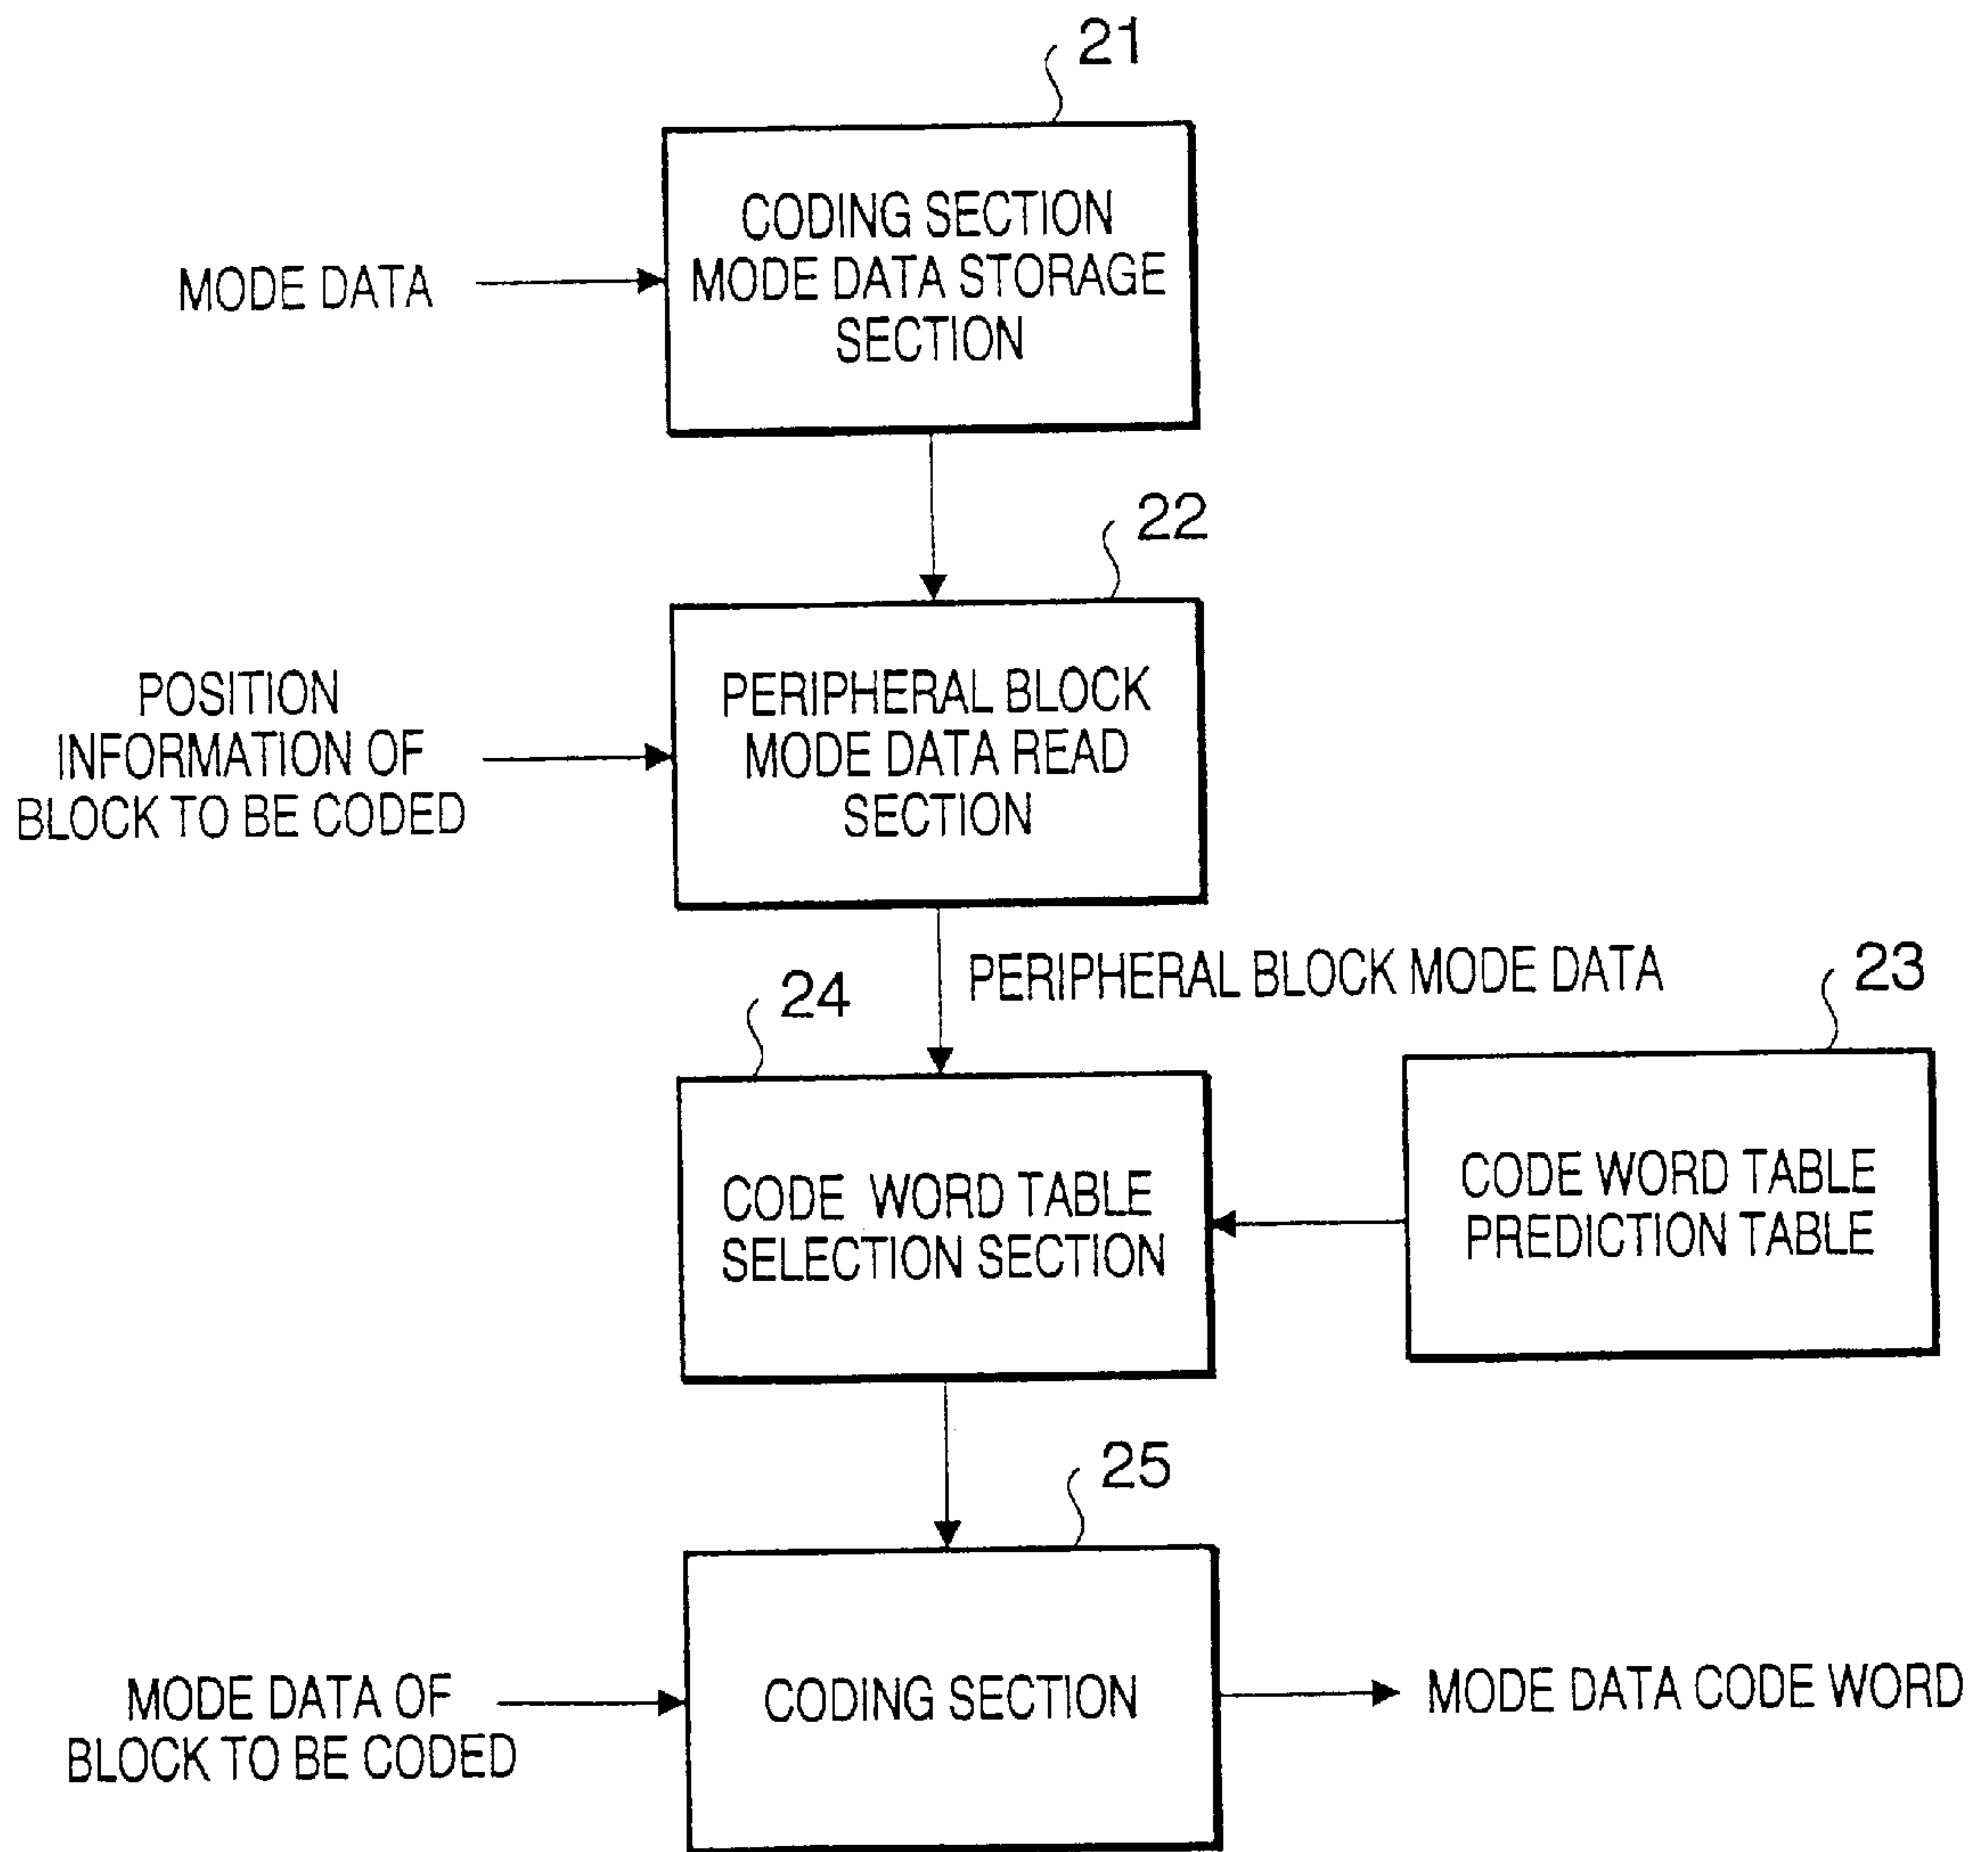 21
CODING SECTION
MODE DATA STORAGE
SECTION
MODE DATA
22
PERIPHERAL BLOCK
MODE DATA READ
SECTION
POSITION
INFORMATION OF
BLOCK TO BE CODED
PERIPHERAL BLOCK MODE DATA
24
23
CODE WORD TABLE
SELECTION SECTION
CODE WORD TABLE
PREDICTION TABLE
25
MODE DATA OF
BLOCK TO BE CODED
CODING SECTION
MODE DATA CODE WORD